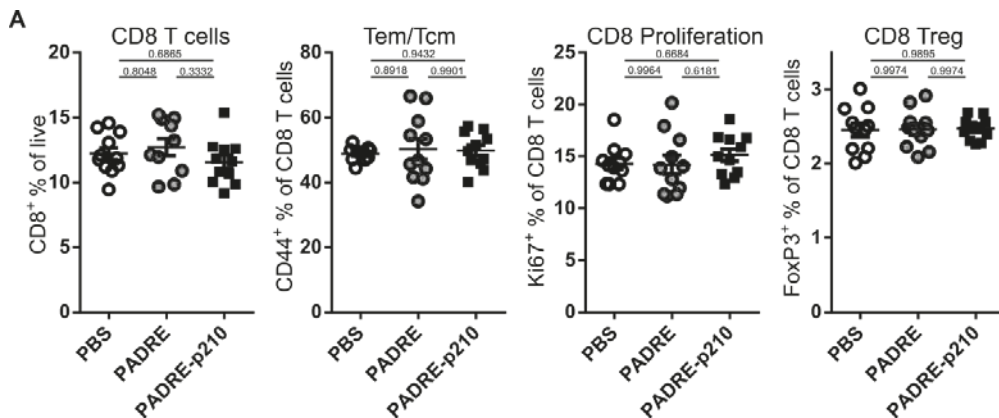 A
CD8 T cells
0.6865
0.8048 0.3332
CD8+ % of live
20
15
10
5
0
PBS
PADRE
PADRE-p210
Tem/Tcm
0.9432
0.8918 0.9901
CD44+ % of CD8 T cells
80
60
40
20
0
PBS
PADRE
PADRE-p210
CD8 Proliferation
0.6684
0.9964 0.6181
Ki67+ % of CD8 T cells
25
20
15
10
5
0
PBS
PADRE
PADRE-p210
CD8 Treg
0.9895
0.9974 0.9974
FoxP3+ % of CD8 T cells
3
2
1
0
PBS
PADRE
PADRE-p210